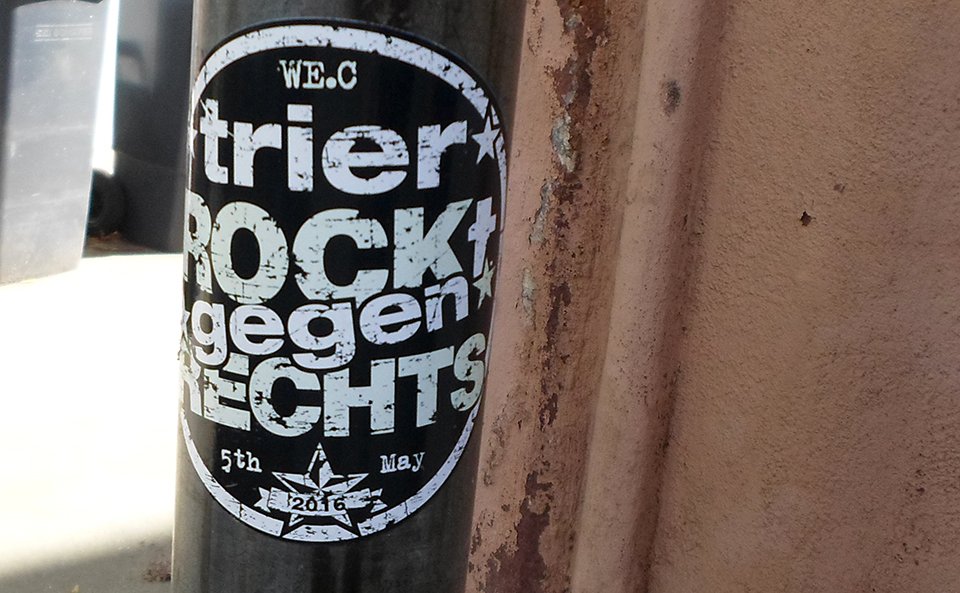 WE.C
trier
ROCKt
gegen
RECHTS
5th May
2016